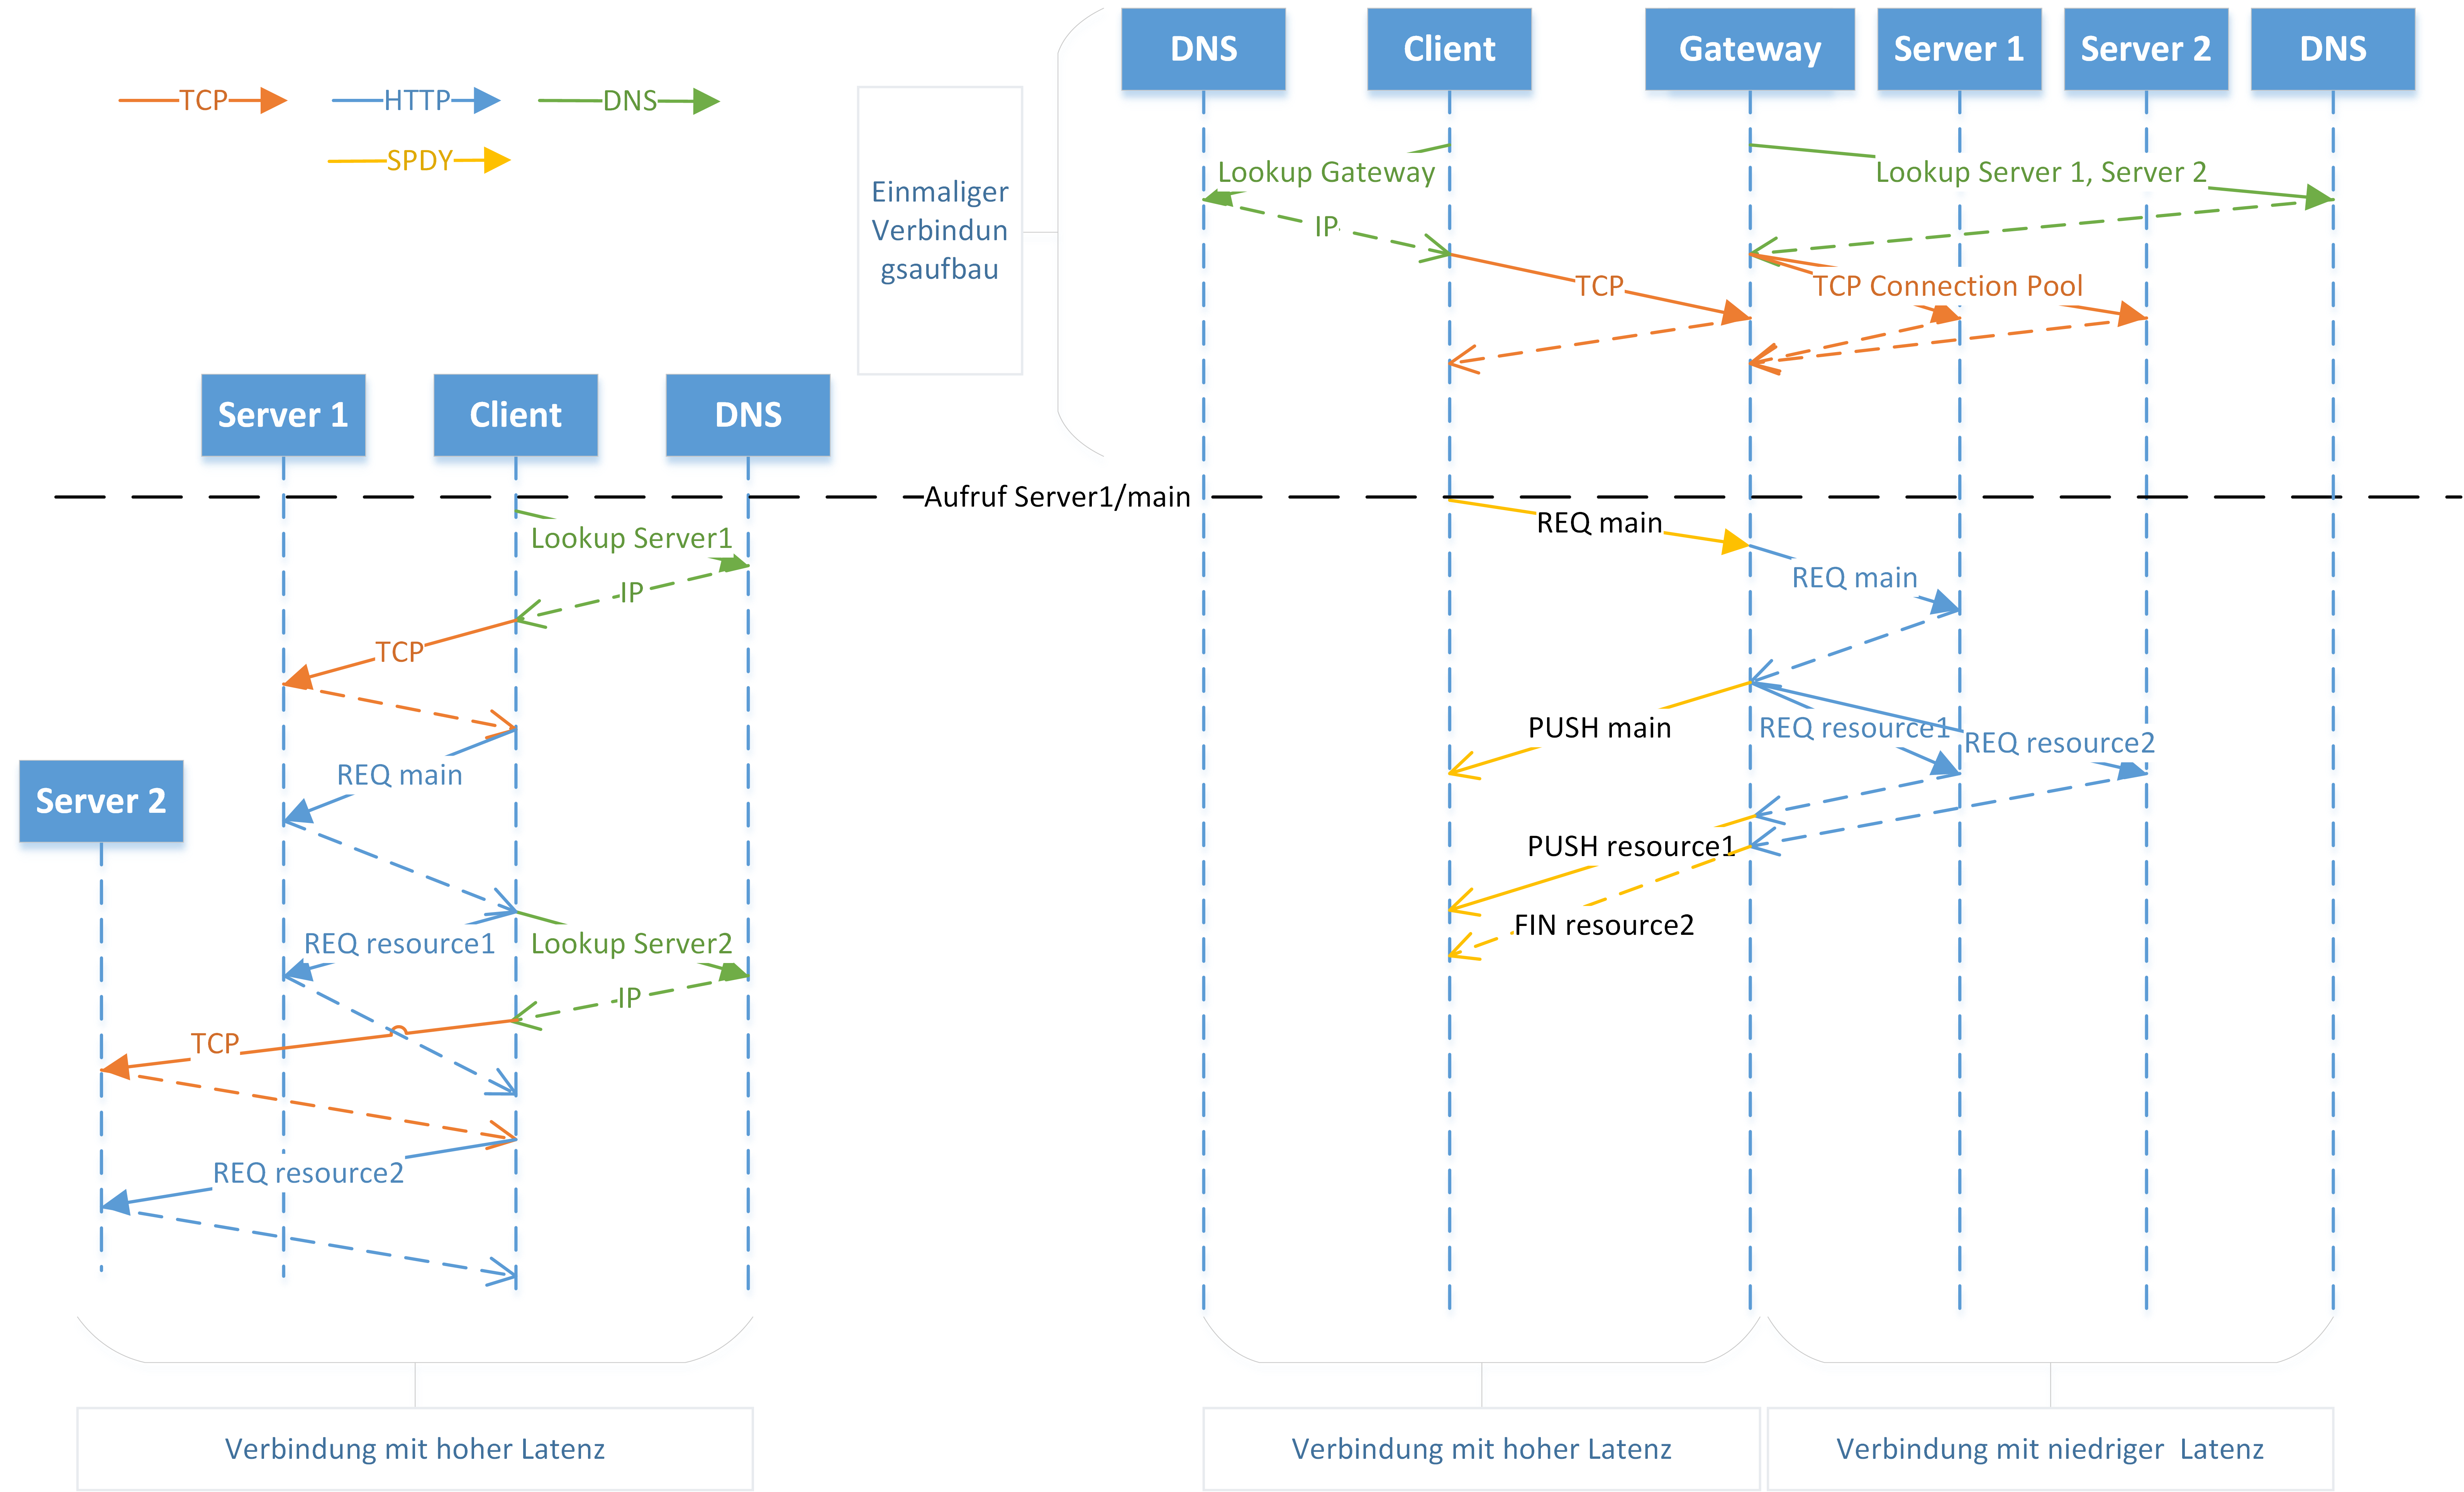 DNS
Client
Gateway
Server 1
Server 2
DNS
TCP
HTTP
DNS
SPDY
Einmaliger
Verbindun
gsaufbau
Lookup Gateway
IP
Lookup Server 1, Server 2
TCP
TCP Connection Pool
Server 1
Client
DNS
Aufruf Server1/main
Lookup Server1
IP
TCP
REQ main
Server 2
REQ resource1
Lookup Server2
IP
TCP
REQ resource2
REQ main
REQ main
PUSH main
REQ resource1
REQ resource2
PUSH resource1
FIN resource2
Verbindung mit hoher Latenz
Verbindung mit hoher Latenz
Verbindung mit niedriger  Latenz